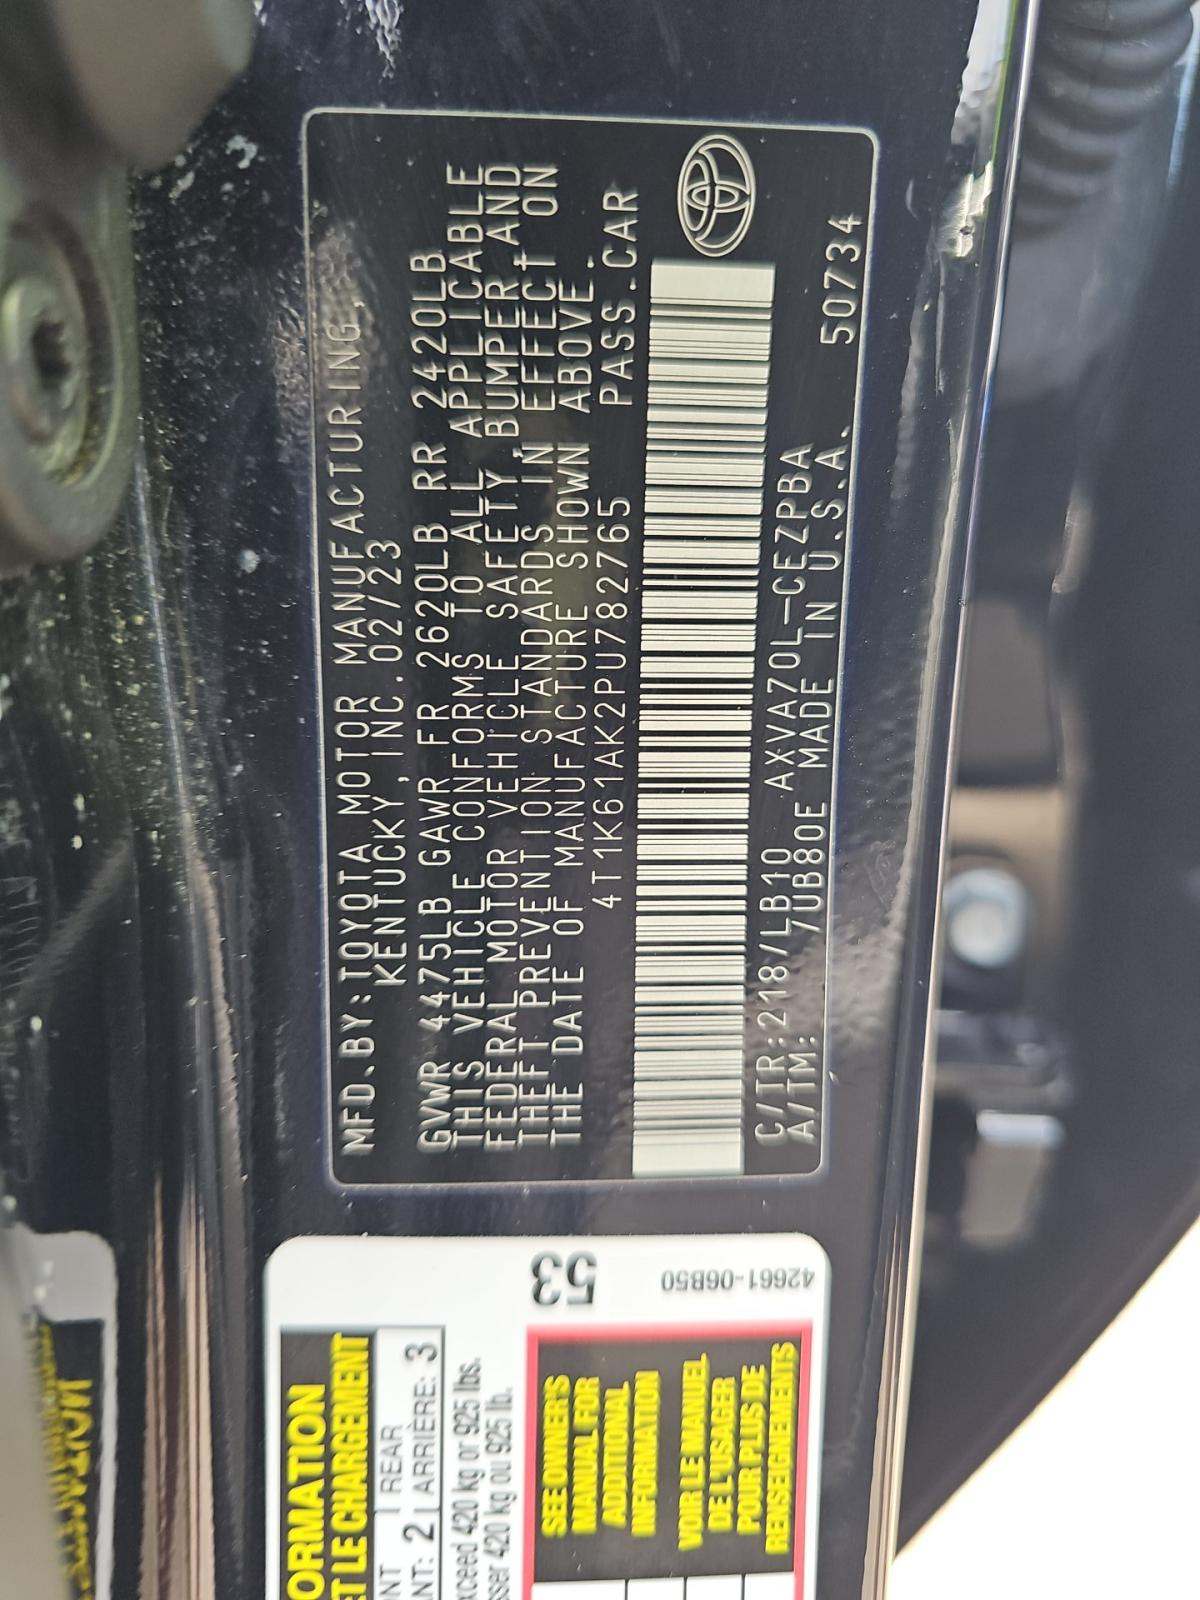 MFD.BY:TOYOTA MOTOR MANUFACTURING,
KENTUCKY,INC.02/23
GVWR 4475LB GAWR FR 2620LB RR 2420LB
THIS VEHICLE CONFORMS TO ALL APPLICABLE
FEDERAL MOTOR VEHICLE SAFETY,BUMPER AND
THEFT PREVENTION STANDARDS IN EFFECT ON
THE DATE OF MANUFACTURE SHOWN ABOVE.
4T1K61AK2PU782765 PASS.CAR
C/TR:218/LB10 AXVA70L-CEZPBA
A/TM: /UB80E MADE IN U.S.A. 50734
53
42661-06B50
ORMATION
ET LE CHARGEMENT
NT REAR
ANT: 2 ARRIÈRE: 3
xceed 420 kg or 925 lbs.
sser 420 kg ou 925 lb.
SEE OWNER'S
MANUAL FOR
ADDITIONAL
INFORMATION
VOIR LE MANUEL
DE L'USAGER
POUR PLUS DE
RENSEIGNEMENTS